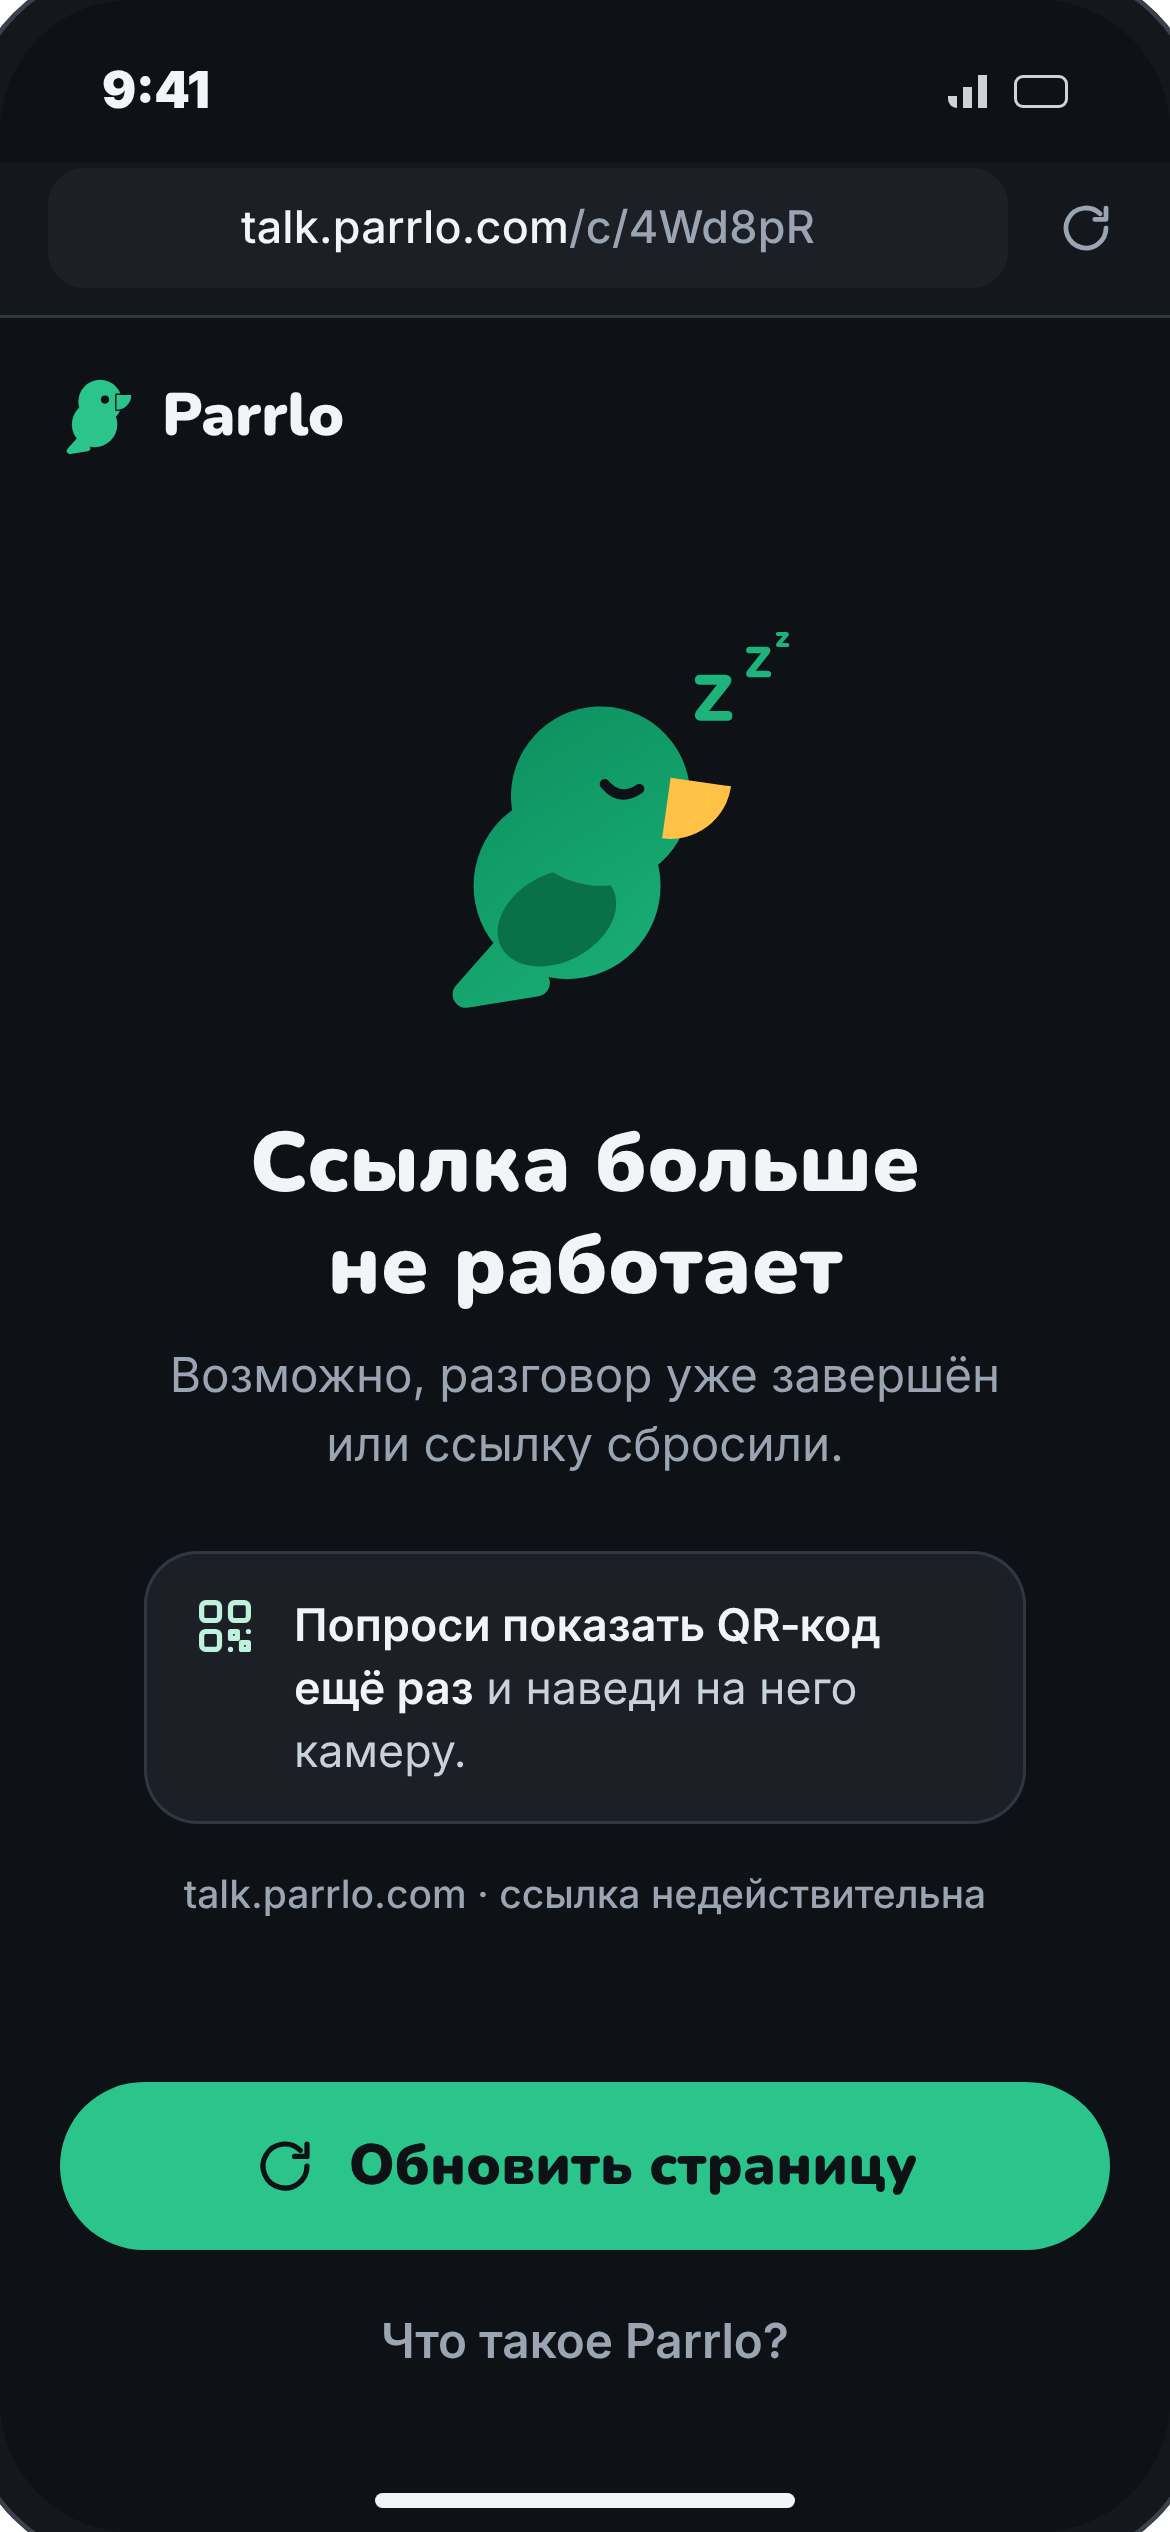 9:41
talk.parrlo.com/c/4Wd8pR
Parrlo
z
z
z
Ссылка больше
не работает
Возможно, разговор уже завершён
или ссылку сбросили.
Попроси показать QR-код
ещё раз и наведи на него
камеру.
talk.parrlo.com · ссылка недействительна
Обновить страницу
Что такое Parrlo?